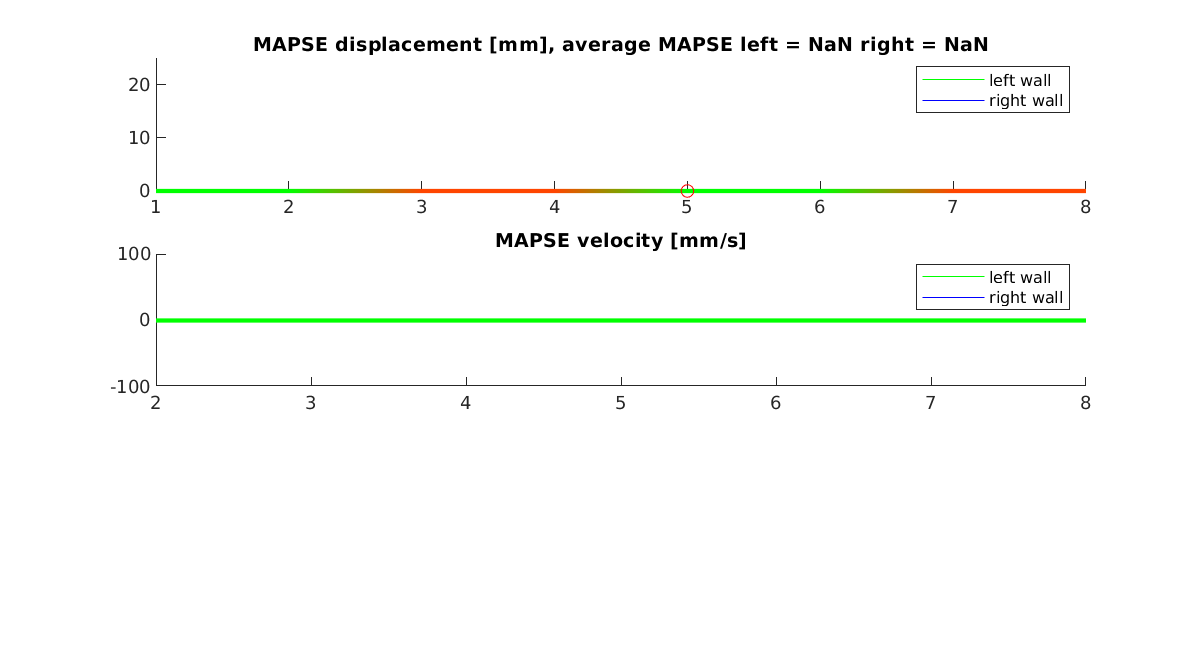 MAPSE displacement [mm], average MAPSE left = NaN right = NaN
20
10
0
left wall
right wall
1 2 3 4 5 6 7 8
MAPSE velocity [mm/s]
100
0
-100
left wall
right wall
2 3 4 5 6 7 8